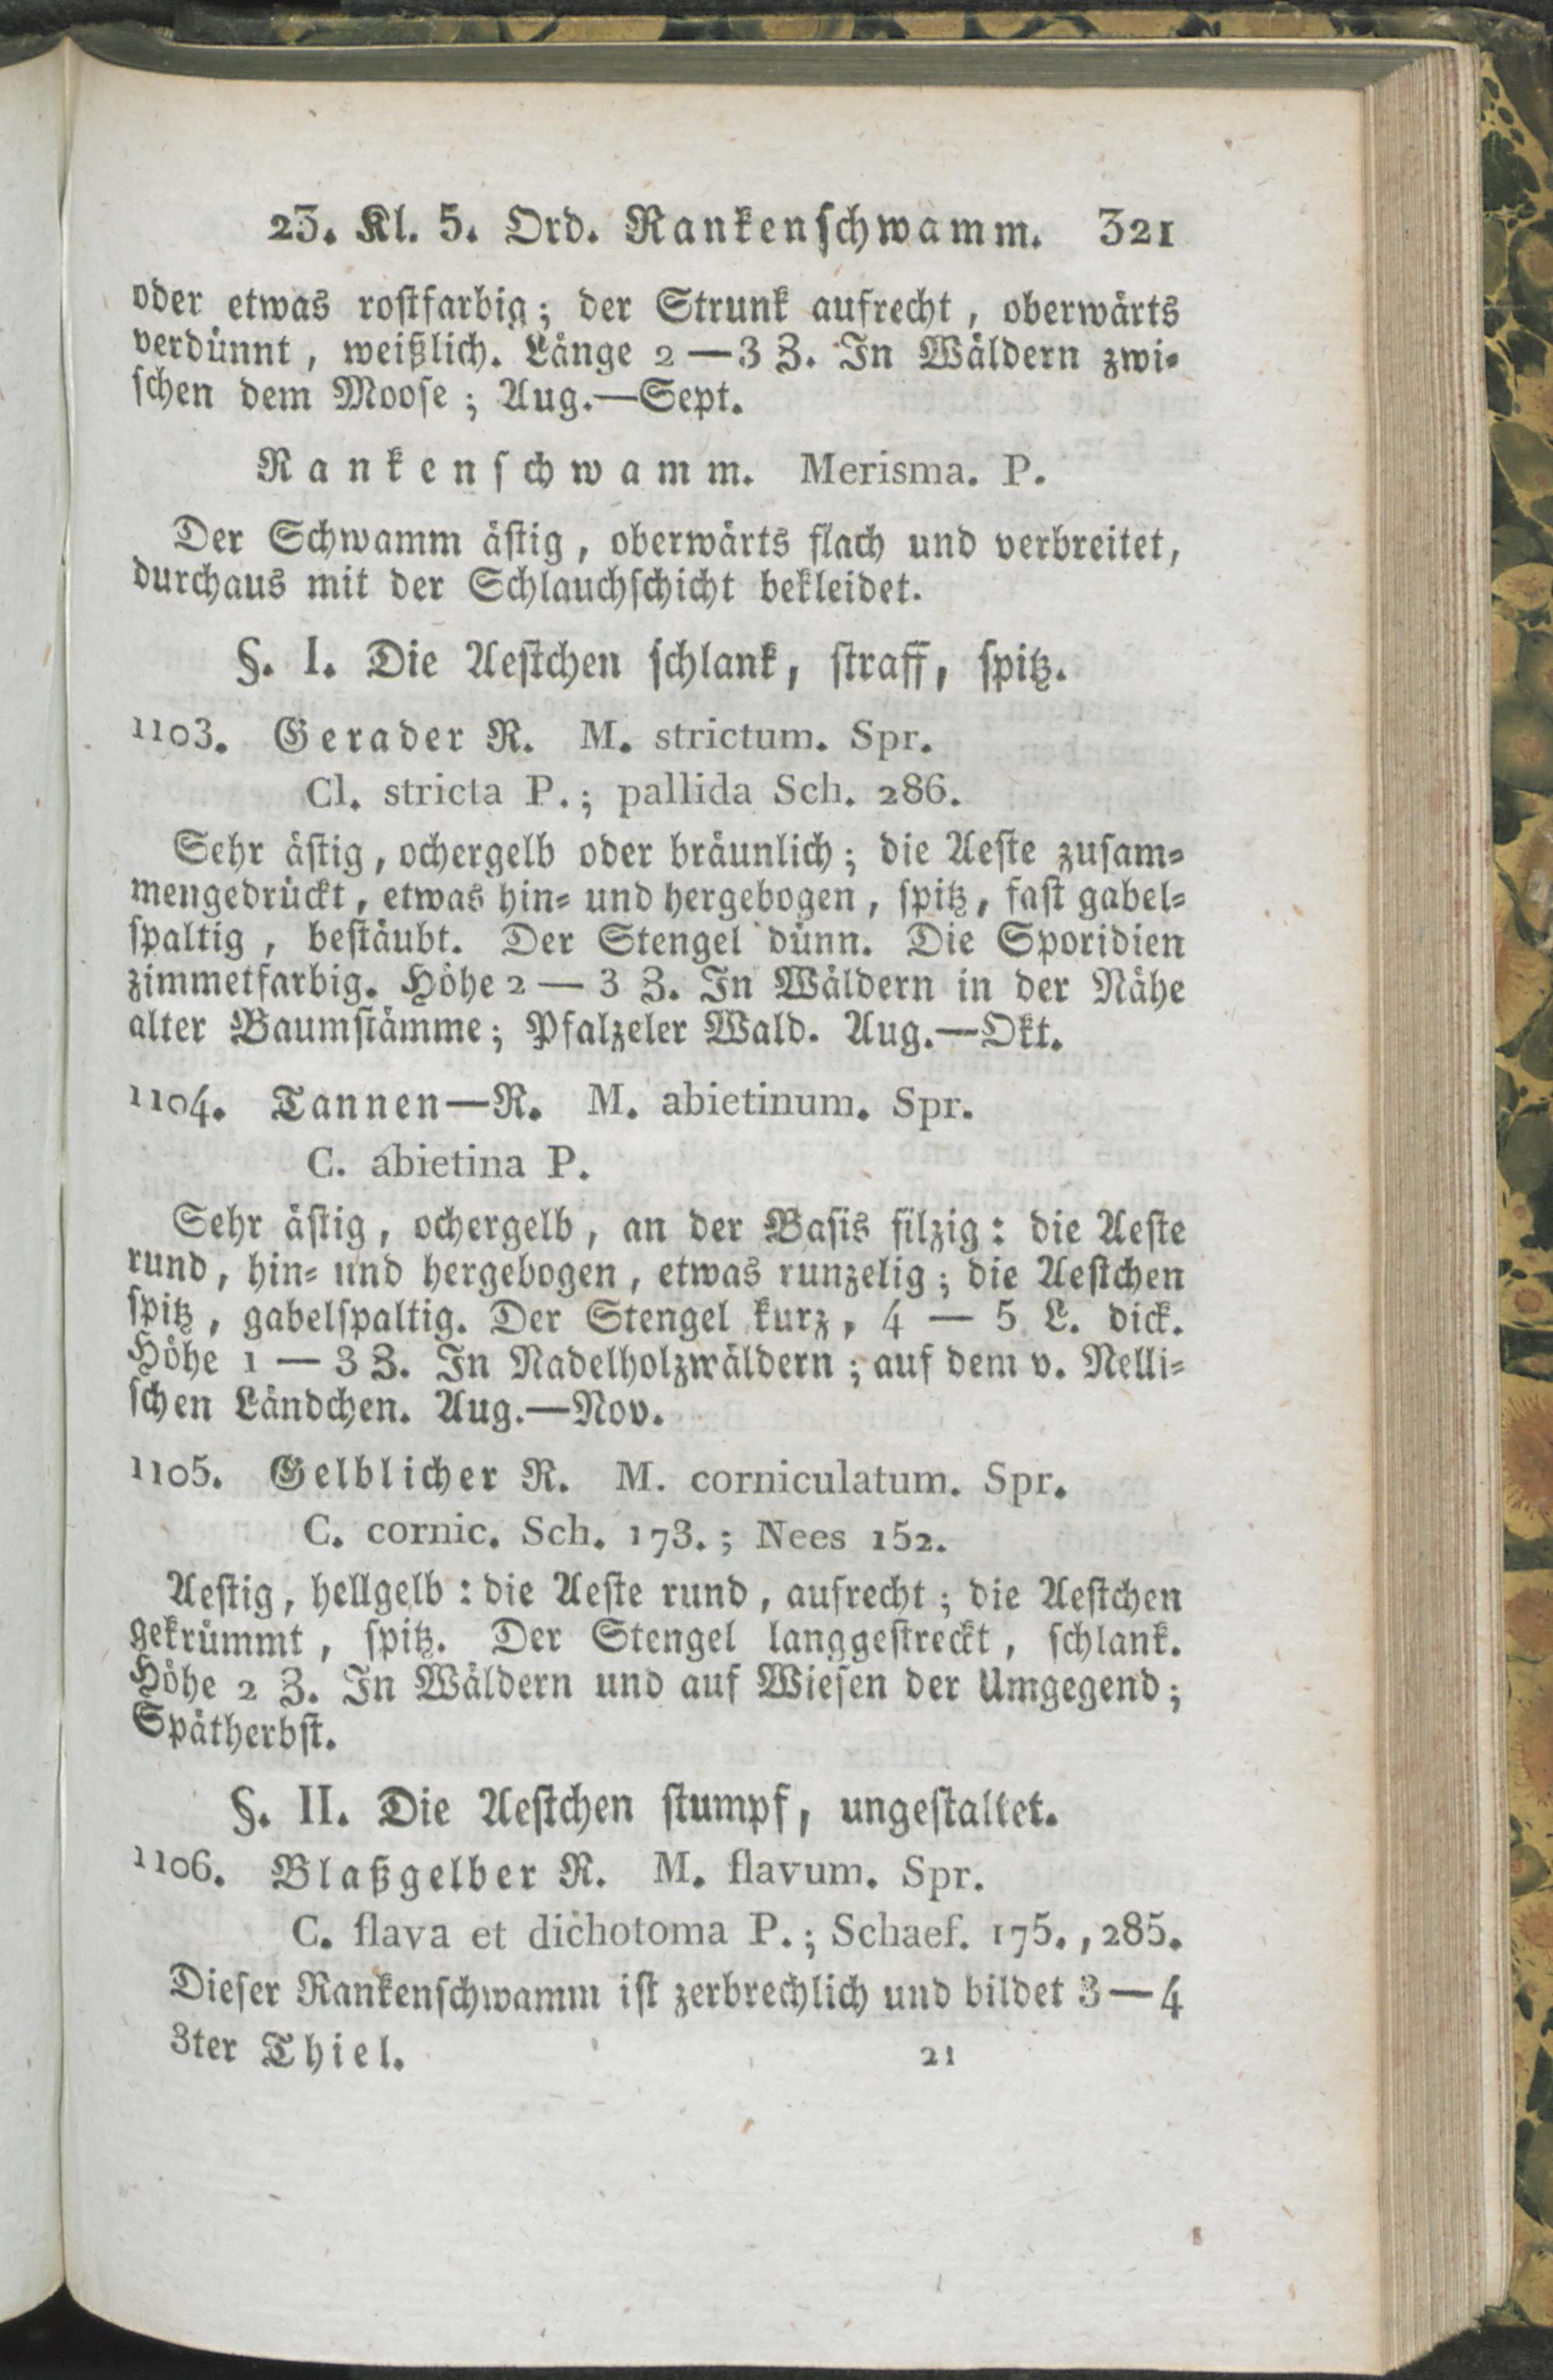 23. Kl. 5. Ord. Rankenschwamm. 321
oder etwas rostfarbig; der Strunk aufrecht, oberwärts
verdünnt, weißlich. Länge 2—3 Z. In Wäldern zwi-
schen dem Moose; Aug.—Sept.
Rankenschwamm. Merisma. P.
Der Schwamm ästig, oberwärts flach und verbreitet,
durchaus mit der Schlauchschicht bekleidet.
§. I. Die Aestchen schlank, straff, spitz.
1103. Gerader R. M. strictum. Spr.
Cl. stricta P.; pallida Sch. 286.
Sehr ästig, ochergelb oder bräunlich; die Aeste zusam-
mengedrückt, etwas hin- und hergebogen, spitz, fast gabel-
spaltig, bestäubt. Der Stengel dünn. Die Sporidien
zimmetfarbig. Höhe 2 — 3 Z. In Wäldern in der Nähe
alter Baumstämme; Pfalzeler Wald. Aug.—Okt.
1104. Tannen—R. M. abietinum. Spr.
C. abietina P.
Sehr ästig, ochergelb, an der Basis filzig: die Aeste
rund, hin- und hergebogen, etwas runzelig; die Aestchen
spitz, gabelspaltig. Der Stengel kurz, 4 — 5 L. dick.
Höhe 1 — 3 Z. In Nadelholzwäldern; auf dem v. Nelli-
schen Ländchen. Aug.—Nov.
1105. Gelblicher R. M. corniculatum. Spr.
C. cornic. Sch. 173.; Nees 152.
Aestig, hellgelb: die Aeste rund, aufrecht; die Aestchen
gekrümmt, spitz. Der Stengel langgestreckt, schlank.
Höhe 2 Z. In Wäldern und auf Wiesen der Umgegend;
Spätherbst.
§. II. Die Aestchen stumpf, ungestaltet.
1106. Blaßgelber R. M. flavum. Spr.
C. flava et dichotoma P.; Schaef. 175., 285.
Dieser Rankenschwamm ist zerbrechlich und bildet 3—4
3ter Thiel. 21